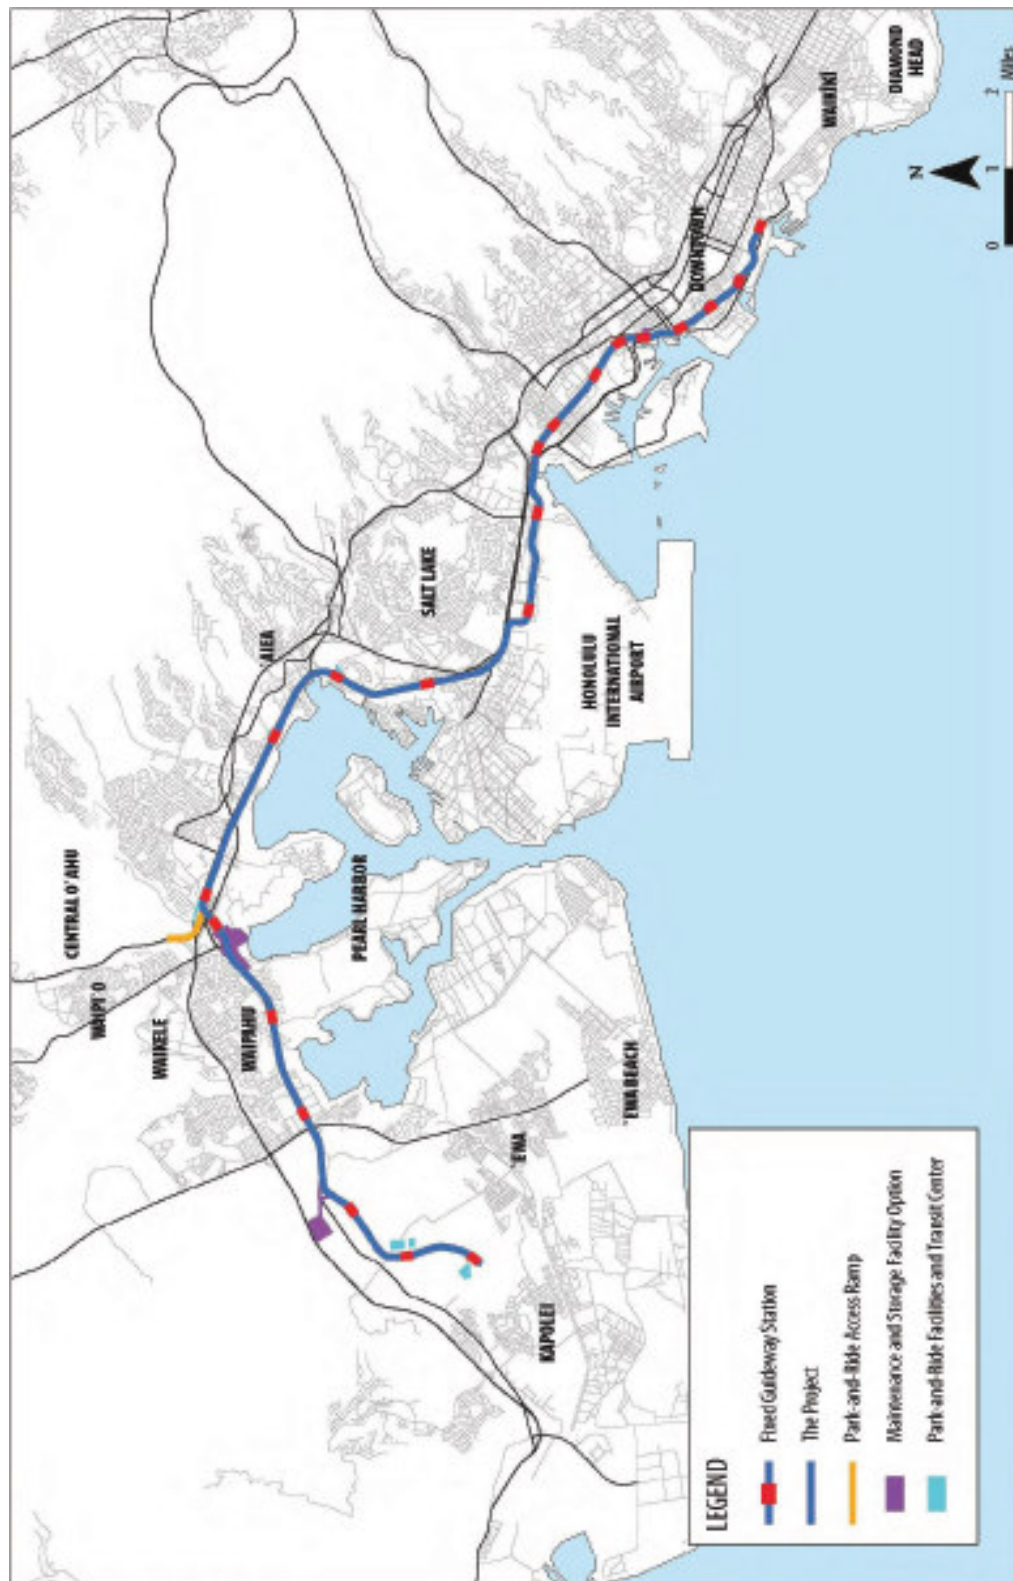 CENTRAL O'AHU
WAIPI'O
WAIKELE
WAIPAHU
'AIEA
PEARL HARBOR
SALT LAKE
'EWA
KAPOLEI
'EWA BEACH
HONOLULU
INTERNATIONAL
AIRPORT
DOWNTOWN
WAIKIKI
DIAMOND
HEAD
N
0 1 2
Miles
LEGEND
Fixed Guideway Station
The Project
Park-and-Ride Access Ramp
Maintenance and Storage Facility Option
Park-and-Ride Facilities and Transit Center